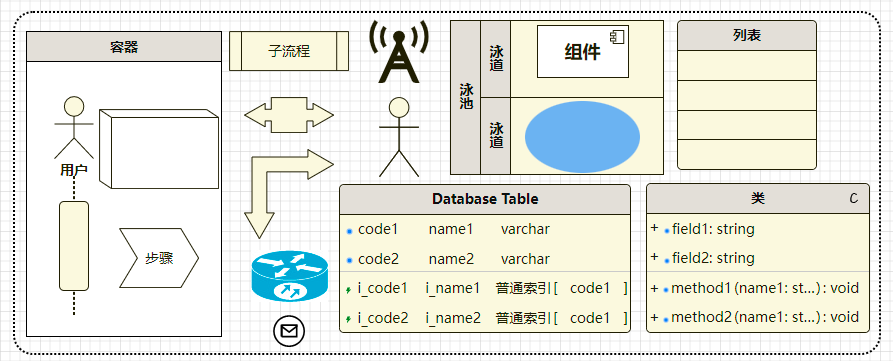 容器
用户
步骤
子流程
泳池
泳道
组件
泳道
列表
Database Table
code1 name1 varchar
code2 name2 varchar
i_code1 i_name1 普通索引[ code1 ]
i_code2 i_name2 普通索引[ code1 ]
类 C
+ field1: string
+ field2: string
+ method1(name1: st...): void
+ method2(name1: st...): void